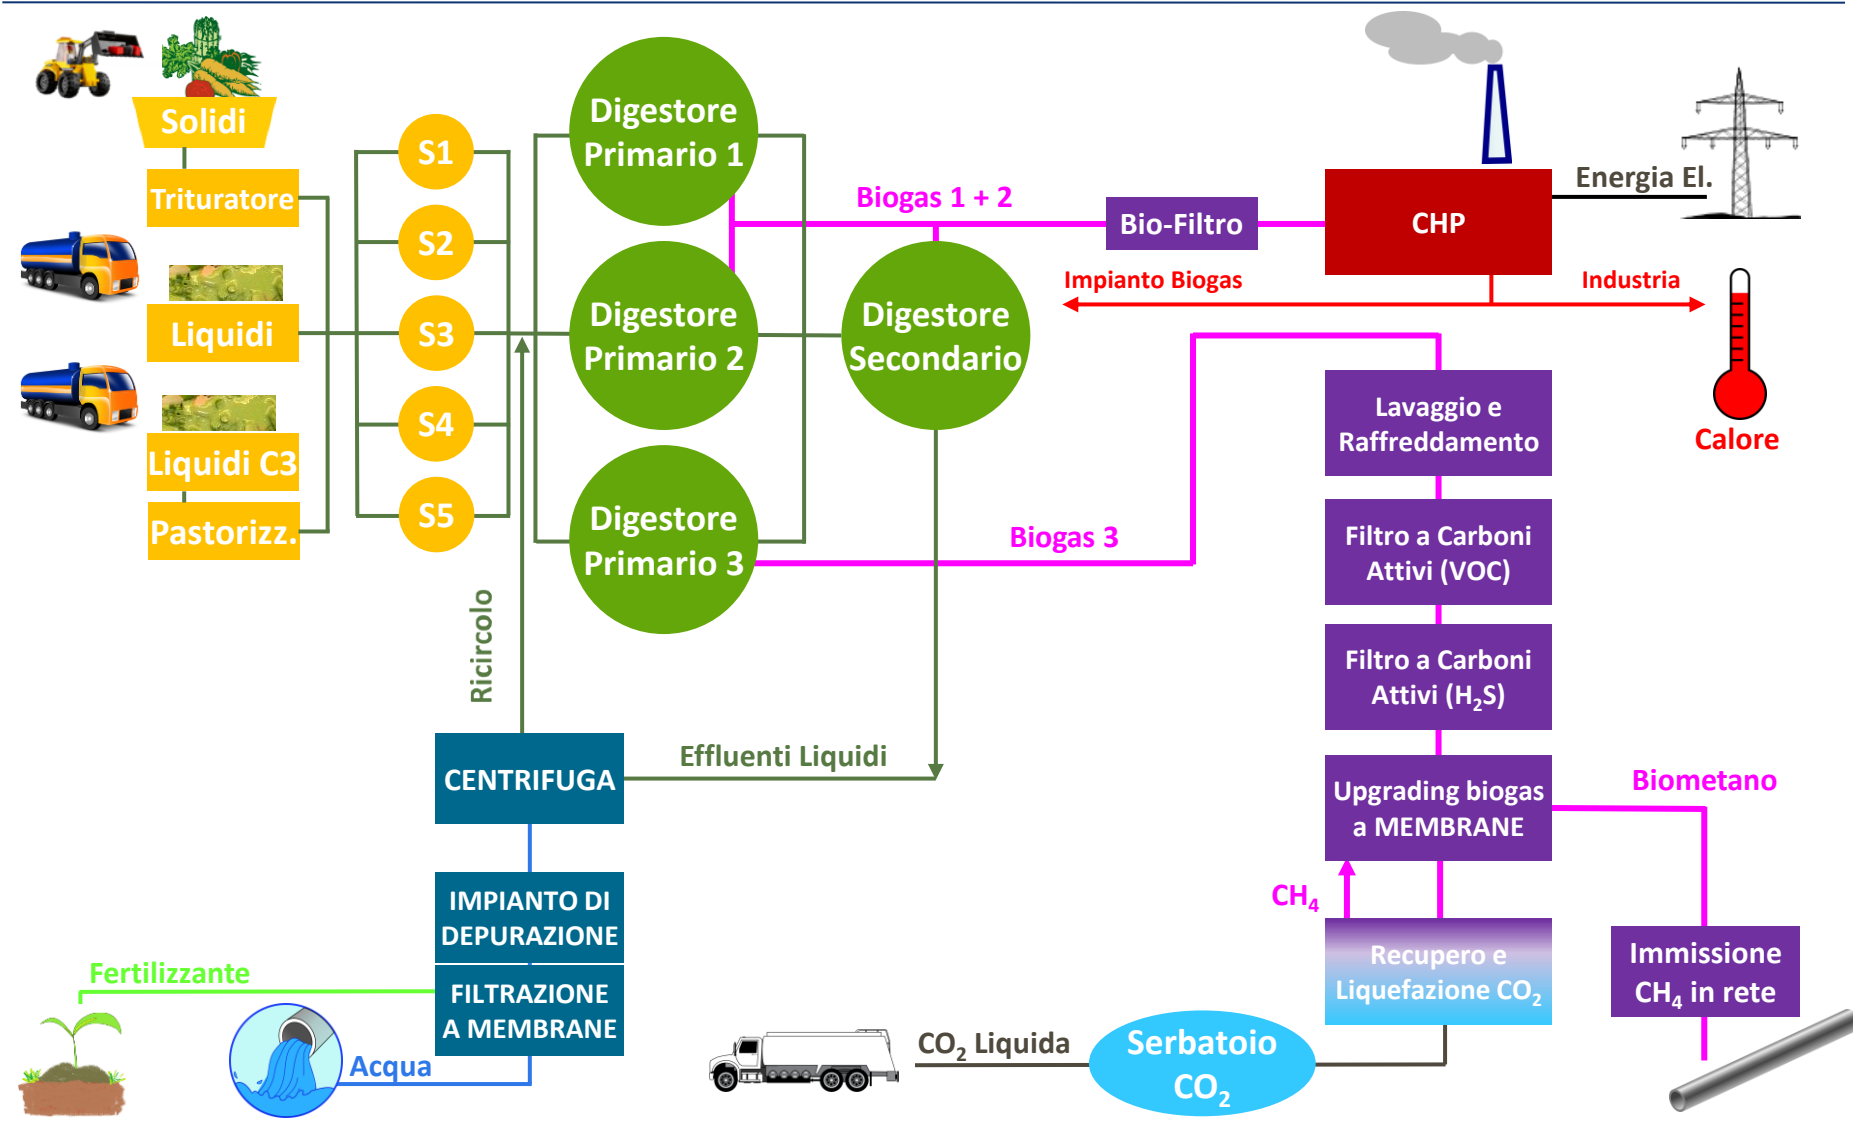 Solidi
Trituratore
Liquidi
Liquidi C3
Pastorizz.
S1
S2
S3
S4
S5
Digestore
Primario 1
Digestore
Primario 2
Digestore
Primario 3
Digestore
Secondario
Biogas 1 + 2
Bio-Filtro
CHP
Energia El.
Impianto Biogas
Industria
Calore
Biogas 3
Lavaggio e
Raffreddamento
Filtro a Carboni
Attivi (VOC)
Filtro a Carboni
Attivi (H₂S)
Upgrading biogas
a MEMBRANE
Biometano
CH₄
Recupero e
Liquefazione CO₂
Immissione
CH₄ in rete
Ricircolo
CENTRIFUGA
Effluenti Liquidi
IMPIANTO DI
DEPURAZIONE
FILTRAZIONE
A MEMBRANE
Fertilizzante
Acqua
CO₂ Liquida
Serbatoio
CO₂